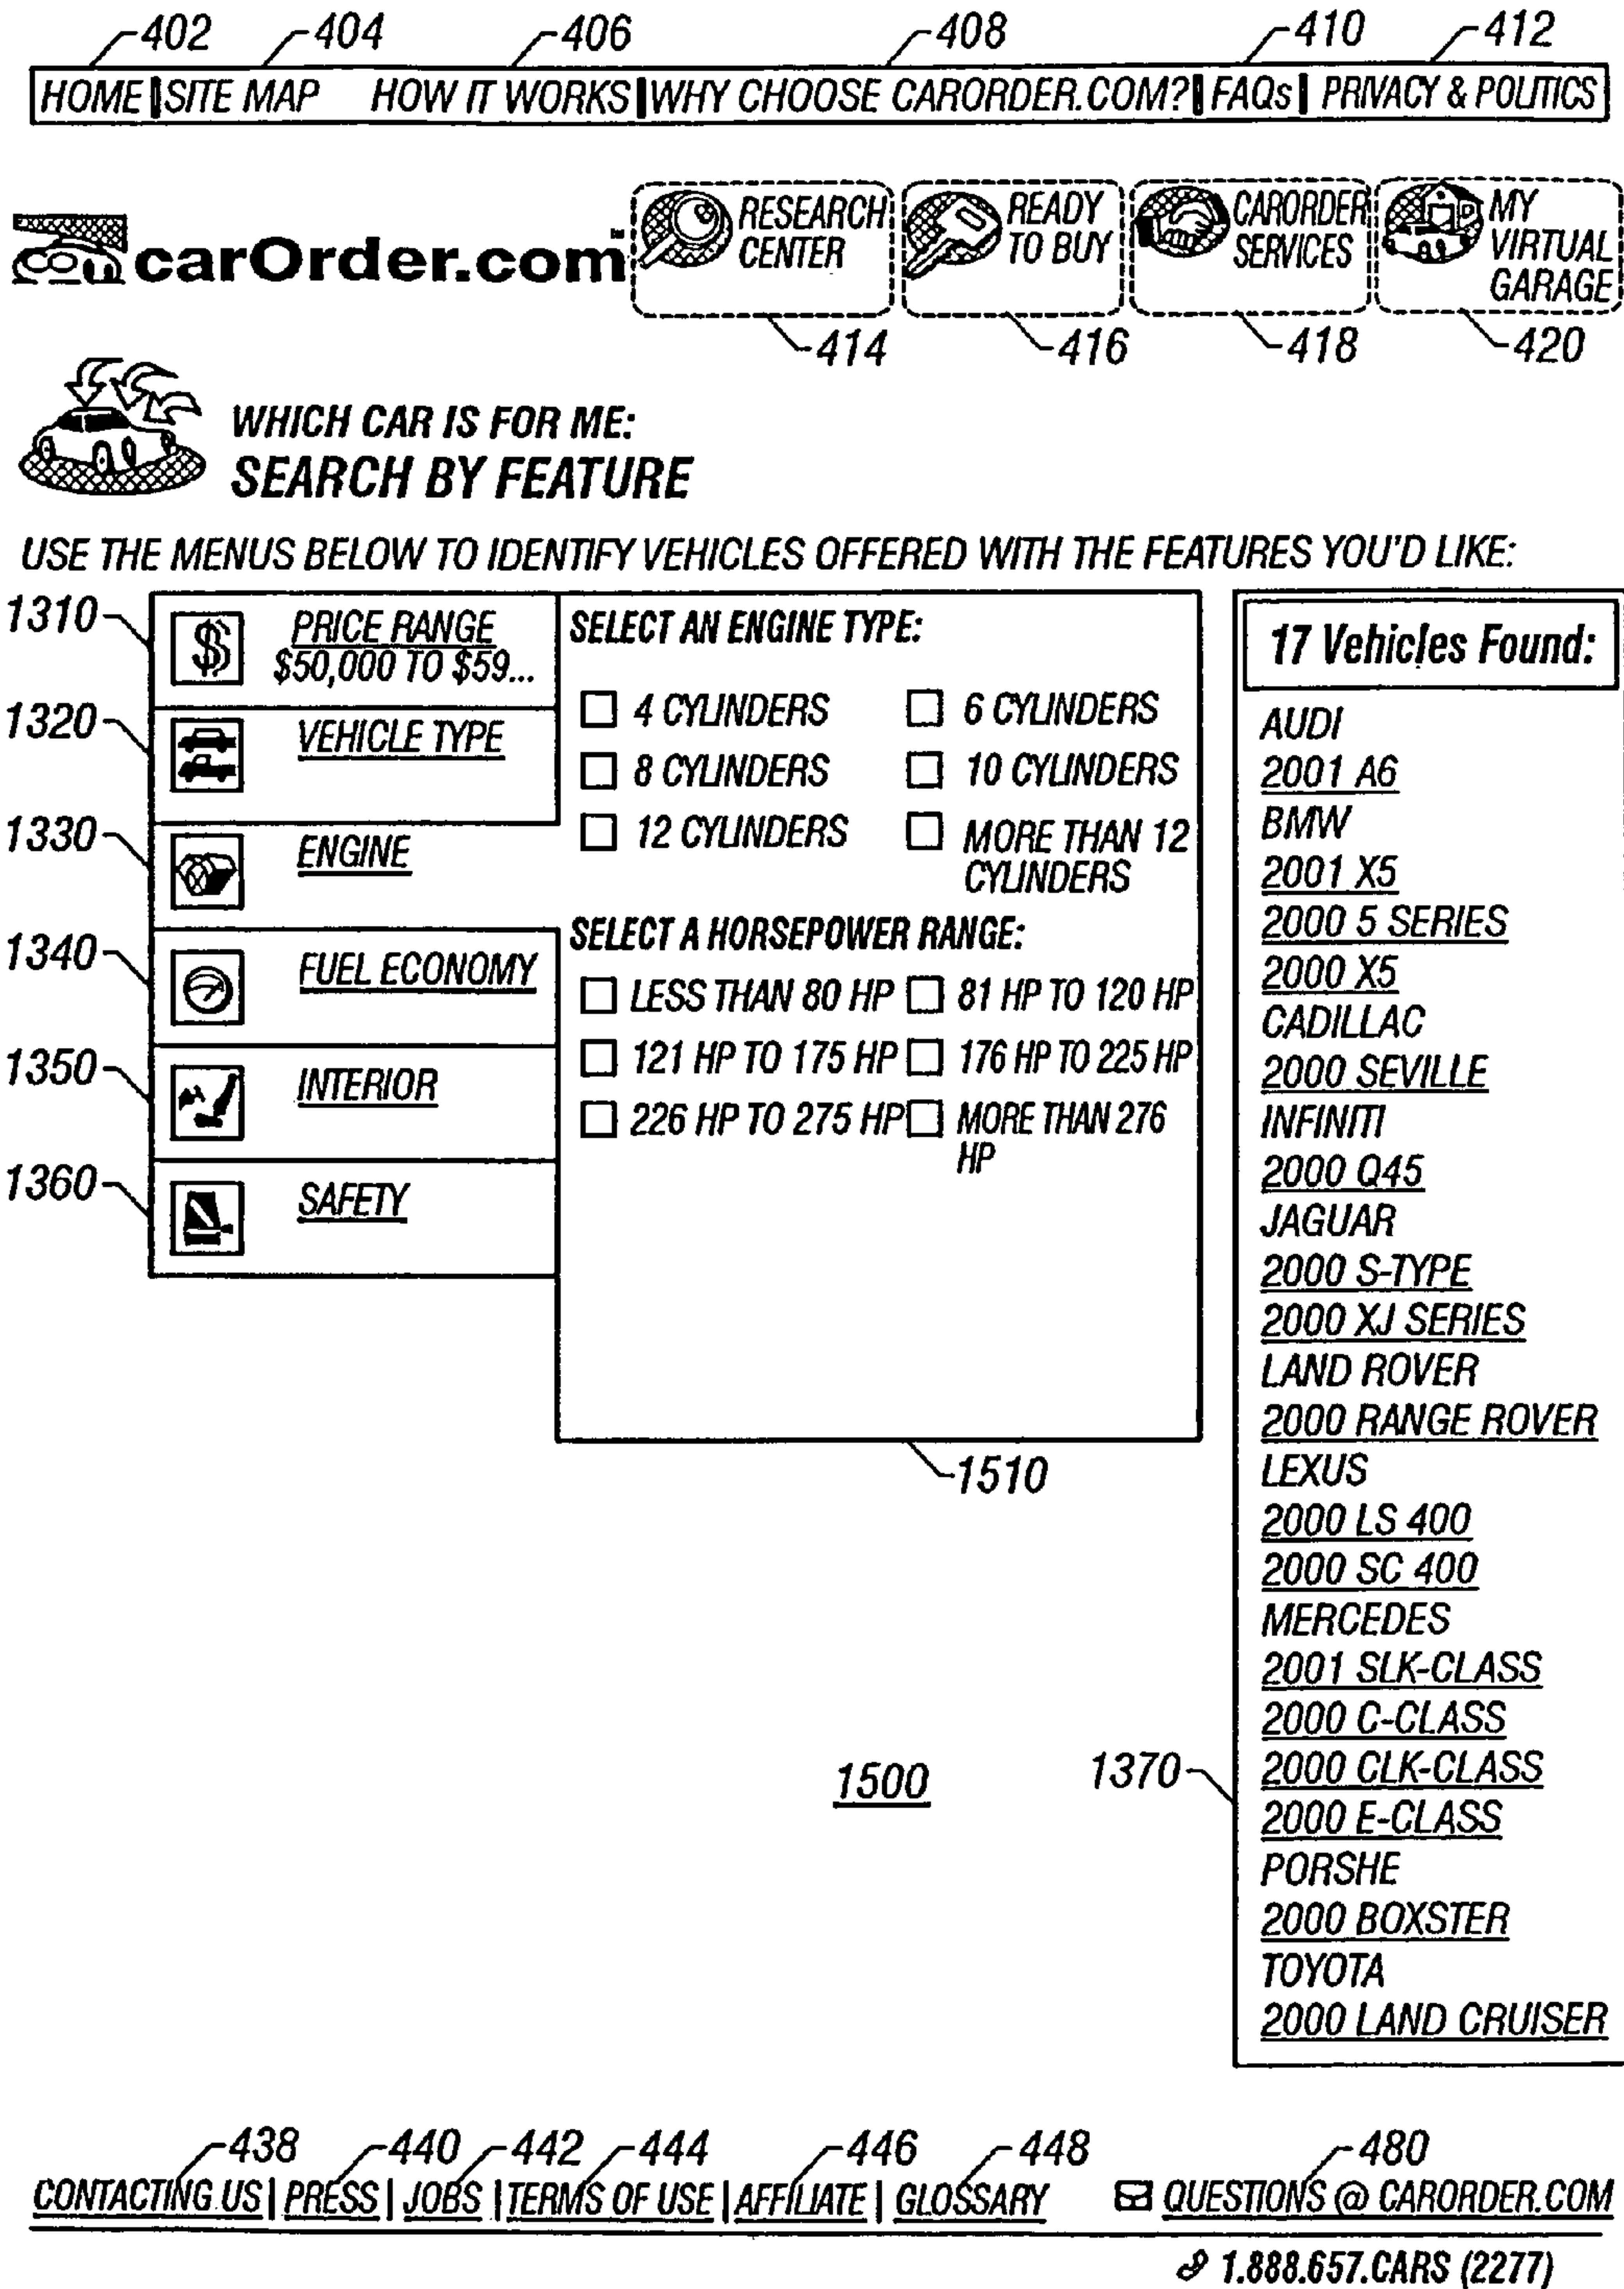 402 404 406 408 410 412
HOME | SITE MAP HOW IT WORKS | WHY CHOOSE CARORDER.COM? | FAQs | PRIVACY & POLITICS
carOrder.com
RESEARCH
CENTER
READY
TO BUY
CARORDER
SERVICES
MY
VIRTUAL
GARAGE
414 416 418 420
WHICH CAR IS FOR ME:
SEARCH BY FEATURE
USE THE MENUS BELOW TO IDENTIFY VEHICLES OFFERED WITH THE FEATURES YOU'D LIKE:
1310
$
PRICE RANGE
$50,000 TO $59...
1320
VEHICLE TYPE
1330
ENGINE
1340
FUEL ECONOMY
1350
INTERIOR
1360
SAFETY
SELECT AN ENGINE TYPE:
4 CYLINDERS 6 CYLINDERS
8 CYLINDERS 10 CYLINDERS
12 CYLINDERS MORE THAN 12
CYLINDERS
SELECT A HORSEPOWER RANGE:
LESS THAN 80 HP 81 HP TO 120 HP
121 HP TO 175 HP 176 HP TO 225 HP
226 HP TO 275 HP MORE THAN 276
HP
1510
17 Vehicles Found:
AUDI
2001 A6
BMW
2001 X5
2000 5 SERIES
2000 X5
CADILLAC
2000 SEVILLE
INFINITI
2000 Q45
JAGUAR
2000 S-TYPE
2000 XJ SERIES
LAND ROVER
2000 RANGE ROVER
LEXUS
2000 LS 400
2000 SC 400
MERCEDES
2001 SLK-CLASS
2000 C-CLASS
2000 CLK-CLASS
2000 E-CLASS
PORSHE
2000 BOXSTER
TOYOTA
2000 LAND CRUISER
1500
1370
438 440 442 444 446 448 480
CONTACTING US | PRESS | JOBS | TERMS OF USE | AFFILIATE | GLOSSARY QUESTIONS @ CARORDER.COM
1.888.657.CARS (2277)